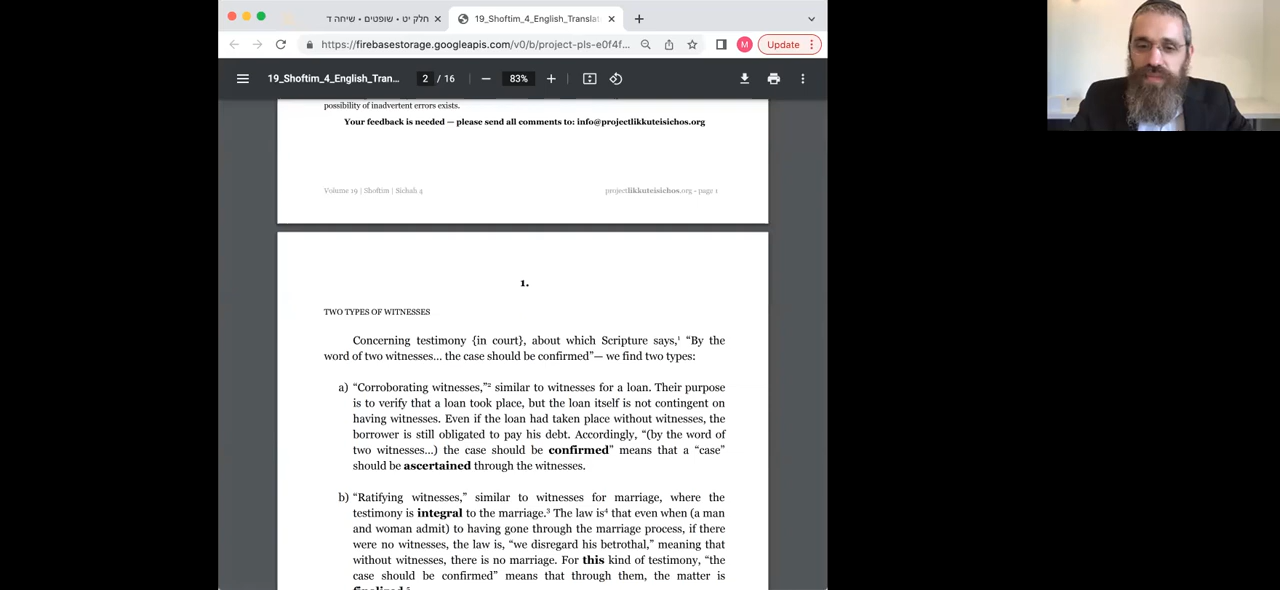 חלק יט • שופטים • שיחה ד
19_Shoftim_4_English_Translat
https://firebasestorage.googleapis.com/v0/b/project-pls-e0f4f...
M
Update
19_Shoftim_4_English_Tran...
2 / 16
83%
possibility of inadvertent errors exists.
Your feedback is needed — please send all comments to: info@projectlikkuteisichos.org
Volume 19 | Shoftim | Sichah 4
projectlikkuteisichos.org - page 1
1.
TWO TYPES OF WITNESSES
Concerning testimony {in court}, about which Scripture says,¹ “By the
word of two witnesses... the case should be confirmed”— we find two types:
a) “Corroborating witnesses,”² similar to witnesses for a loan. Their purpose
is to verify that a loan took place, but the loan itself is not contingent on
having witnesses. Even if the loan had taken place without witnesses, the
borrower is still obligated to pay his debt. Accordingly, “(by the word of
two witnesses...) the case should be confirmed” means that a “case”
should be ascertained through the witnesses.
b) “Ratifying witnesses,” similar to witnesses for marriage, where the
testimony is integral to the marriage.³ The law is⁴ that even when (a man
and woman admit) to having gone through the marriage process, if there
were no witnesses, the law is, “we disregard his betrothal,” meaning that
without witnesses, there is no marriage. For this kind of testimony, “the
case should be confirmed” means that through them, the matter is
finalized.⁵